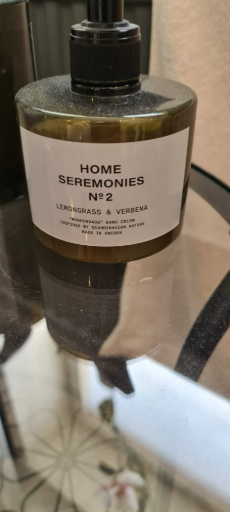 HOME
SEREMONIES
Nº2
LEMONGRASS & VERBENA
HAND CREAM
INSPIRED BY SCANDINAVIAN NATURE
MADE IN SWEDEN